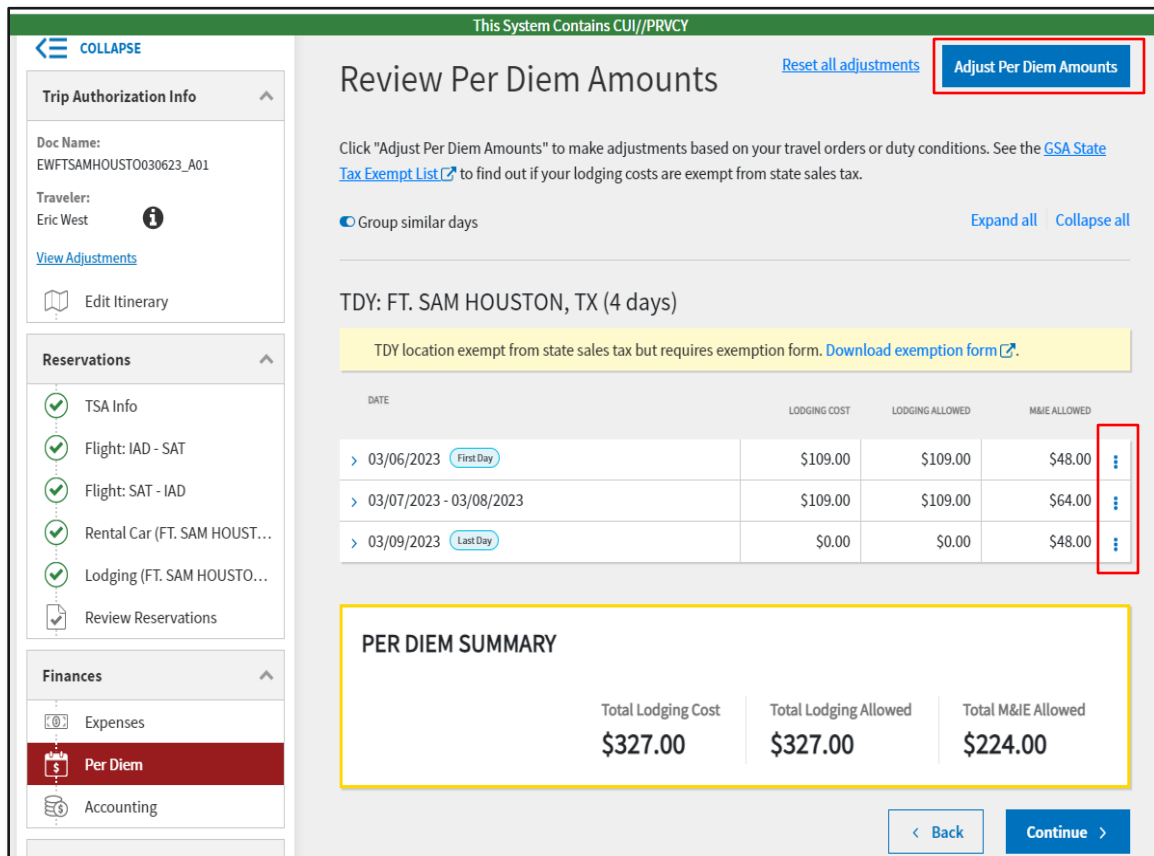 This System Contains CUI//PRVCY
COLLAPSE
Trip Authorization Info
Doc Name:
EWFTSAMHOUSTO030623_A01
Traveler:
Eric West
View Adjustments
Edit Itinerary
Reservations
TSA Info
Flight: IAD - SAT
Flight: SAT - IAD
Rental Car (FT. SAM HOUST...
Lodging (FT. SAM HOUSTO...
Review Reservations
Finances
Expenses
Per Diem
Accounting
Review Per Diem Amounts
Reset all adjustments
Adjust Per Diem Amounts
Click "Adjust Per Diem Amounts" to make adjustments based on your travel orders or duty conditions. See the GSA State
Tax Exempt List to find out if your lodging costs are exempt from state sales tax.
Group similar days
Expand all Collapse all
TDY: FT. SAM HOUSTON, TX (4 days)
TDY location exempt from state sales tax but requires exemption form. Download exemption form.
DATE LODGING COST LODGING ALLOWED M&IE ALLOWED
03/06/2023 First Day $109.00 $109.00 $48.00
03/07/2023 - 03/08/2023 $109.00 $109.00 $64.00
03/09/2023 Last Day $0.00 $0.00 $48.00
PER DIEM SUMMARY
Total Lodging Cost Total Lodging Allowed Total M&IE Allowed
$327.00 $327.00 $224.00
Back Continue